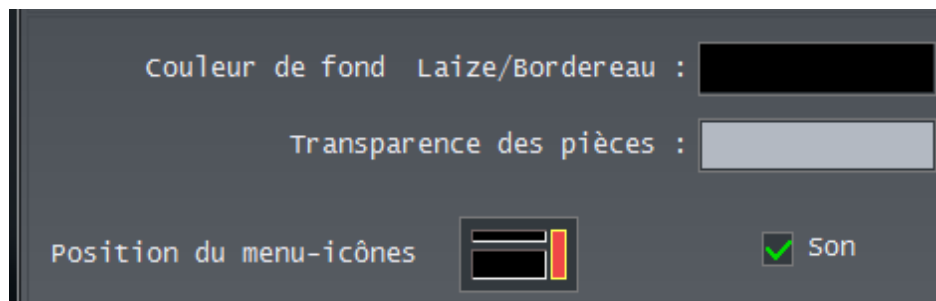 Couleur de fond  Laize/Bordereau :
Transparence des pièces :
Position du menu-icônes
Son